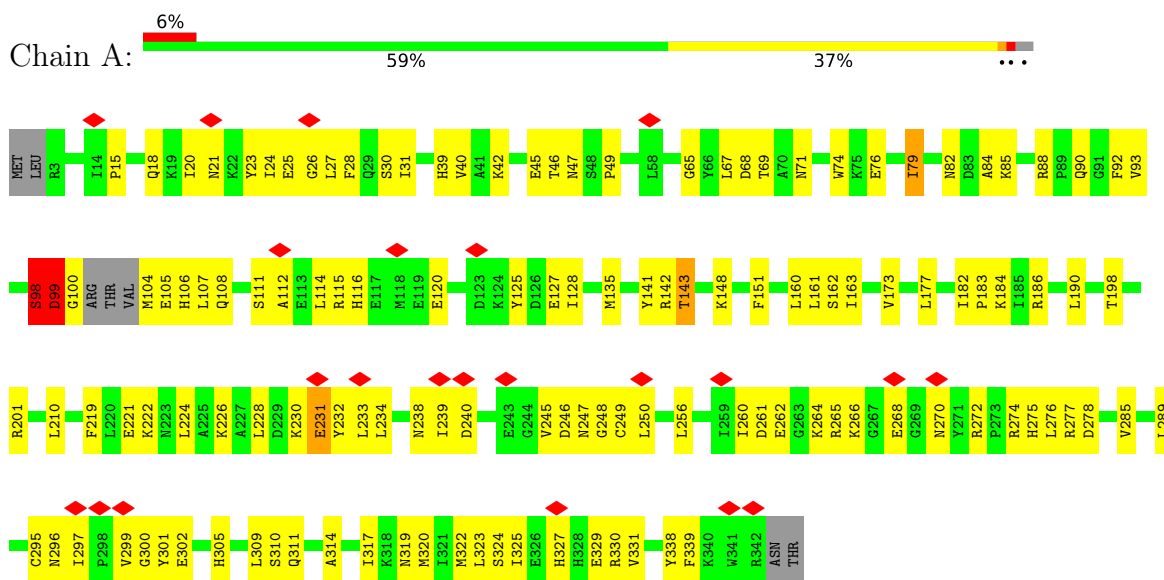 6%
Chain A:
59% 37% •• •
MET LEU R3 I14 P15 Q18 K19 I20 N21 K22 Y23 I24 E25 G26 L27 F28 Q29 S30 I31 H39 V40 A41 K42 E45 T46 N47 S48 P49 L58 G65 Y66 L67 D68 T69 A70 N71 W74 K75 E76 I79 N82 D83 A84 K85 R88 P89 Q90 G91 F92 V93
S98 D99 G100 ARG THR VAL M104 E105 H106 L107 Q108 S111 A112 E113 L114 R115 H116 E117 M118 E119 E120 D123 K124 Y125 D126 E127 I128 M135 Y141 R142 T143 K148 F151 L160 L161 S162 I163 V173 L177 I182 P183 K184 I185 R186 L190 T198
R201 L210 F219 L220 E221 K222 N223 L224 A225 K226 A227 L228 D229 K230 E231 Y232 L233 L234 N238 I239 D240 E243 G244 V245 D246 N247 G248 C249 L250 L256 I259 I260 D261 E262 G263 K264 R265 K266 G267 E268 G269 N270 Y271 R272 P273 R274 H275 L276 R277 D278 V285 L289
C295 N296 I297 P298 V299 G300 Y301 E302 H305 L309 S310 Q311 A314 I317 K318 N319 M320 I321 M322 L323 S324 I325 E326 H327 H328 E329 R330 V331 Y338 F339 K340 W341 R342 ASN THR